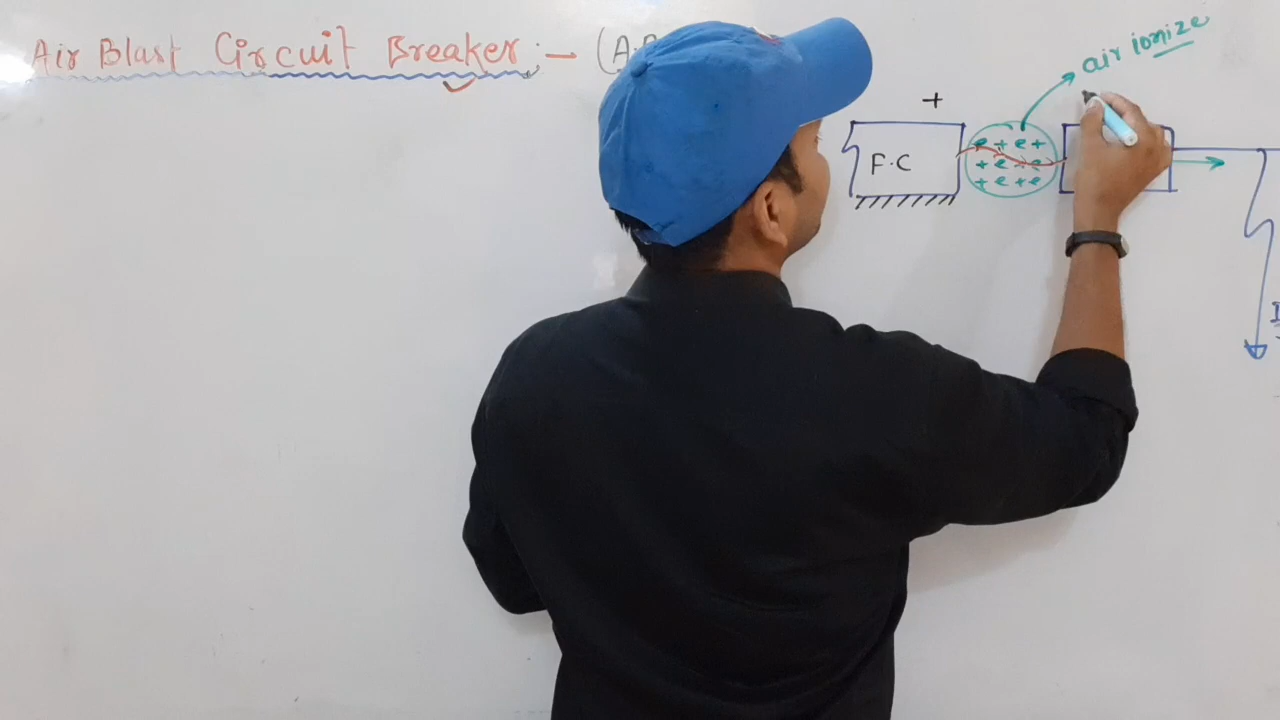 Air Blast Circuit Breaker :- (A.
air ionize
+
F.C
e + e +
+ e + e
+ e + e